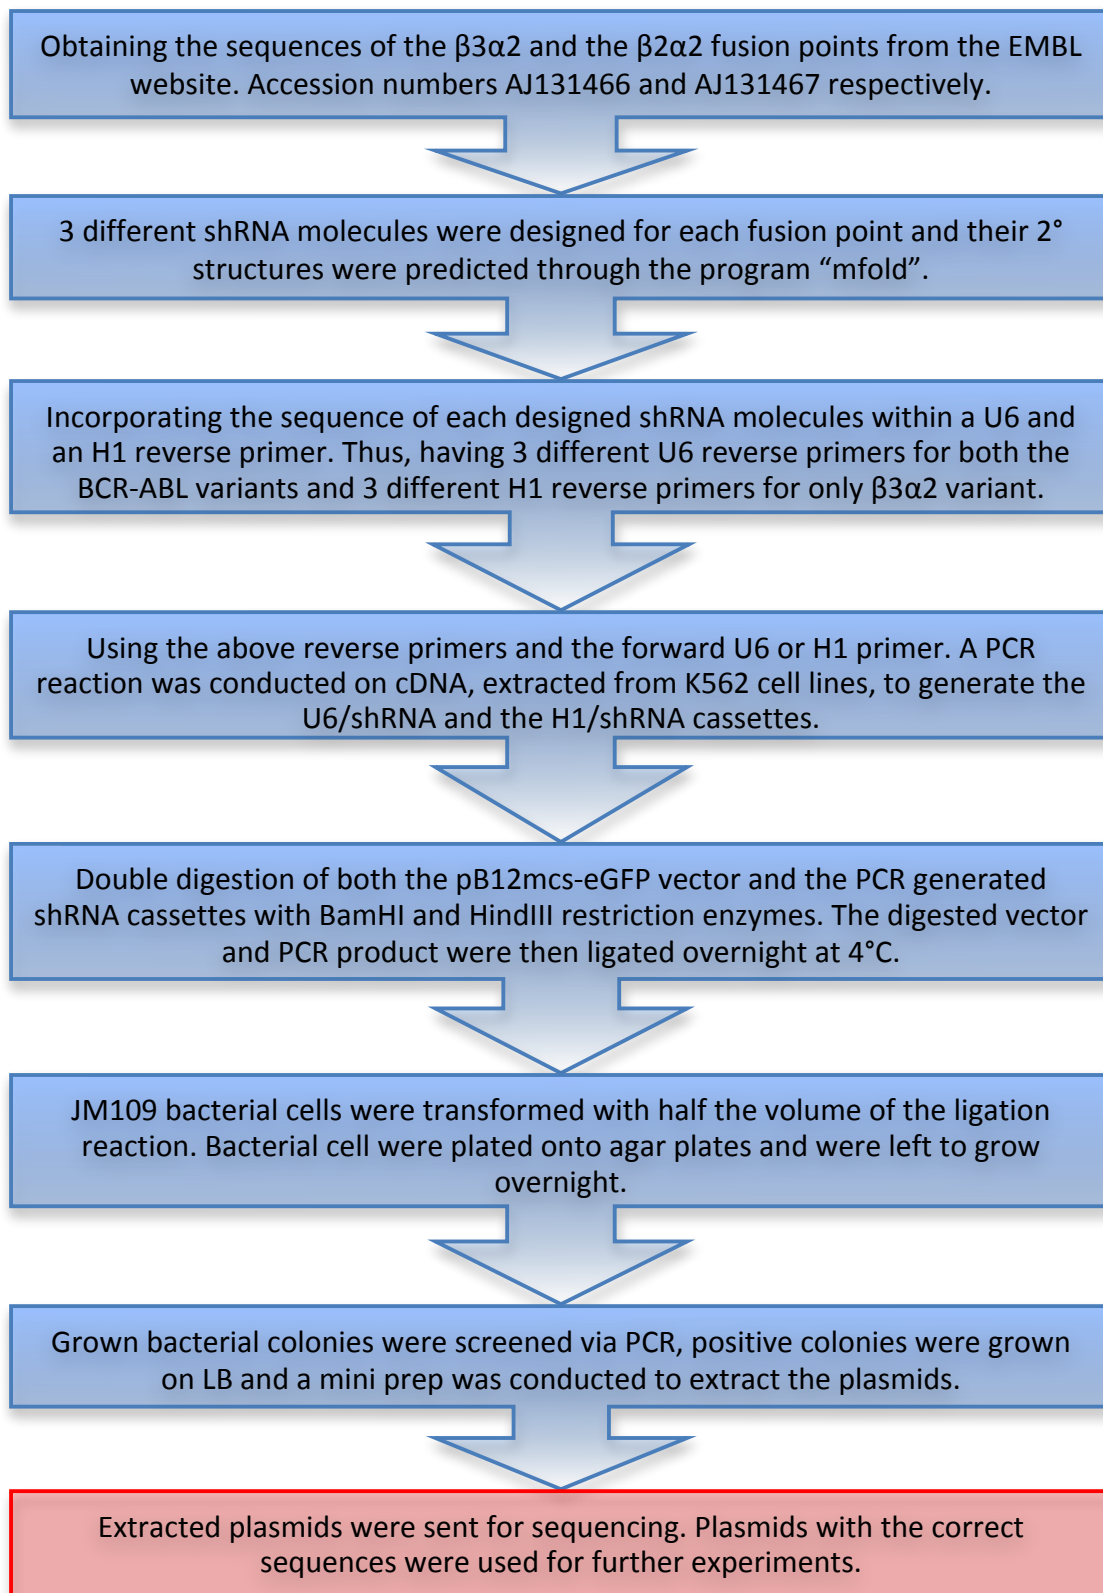 Obtaining the sequences of the β3α2 and the β2α2 fusion points from the EMBL
website. Accession numbers AJ131466 and AJ131467 respectively.
3 different shRNA molecules were designed for each fusion point and their 2°
structures were predicted through the program “mfold”.
Incorporating the sequence of each designed shRNA molecules within a U6 and
an H1 reverse primer. Thus, having 3 different U6 reverse primers for both the
BCR-ABL variants and 3 different H1 reverse primers for only β3α2 variant.
Using the above reverse primers and the forward U6 or H1 primer. A PCR
reaction was conducted on cDNA, extracted from K562 cell lines, to generate the
U6/shRNA and the H1/shRNA cassettes.
Double digestion of both the pB12mcs-eGFP vector and the PCR generated
shRNA cassettes with BamHI and HindIII restriction enzymes. The digested vector
and PCR product were then ligated overnight at 4°C.
JM109 bacterial cells were transformed with half the volume of the ligation
reaction. Bacterial cell were plated onto agar plates and were left to grow
overnight.
Grown bacterial colonies were screened via PCR, positive colonies were grown
on LB and a mini prep was conducted to extract the plasmids.
Extracted plasmids were sent for sequencing. Plasmids with the correct
sequences were used for further experiments.